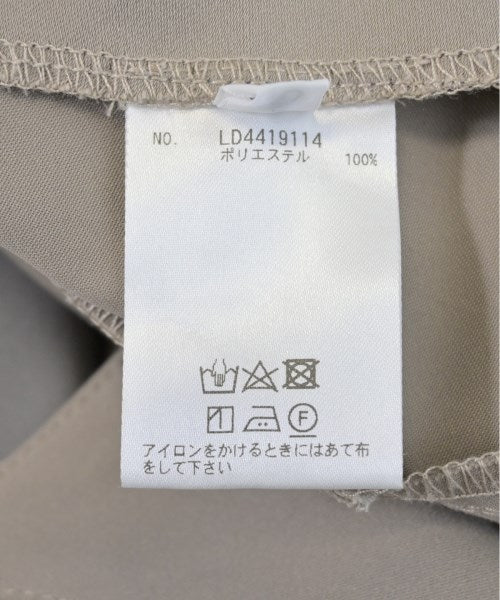 NO. LD4419114
ポリエステル 100%
F
アイロンをかけるときにはあて布
をして下さい